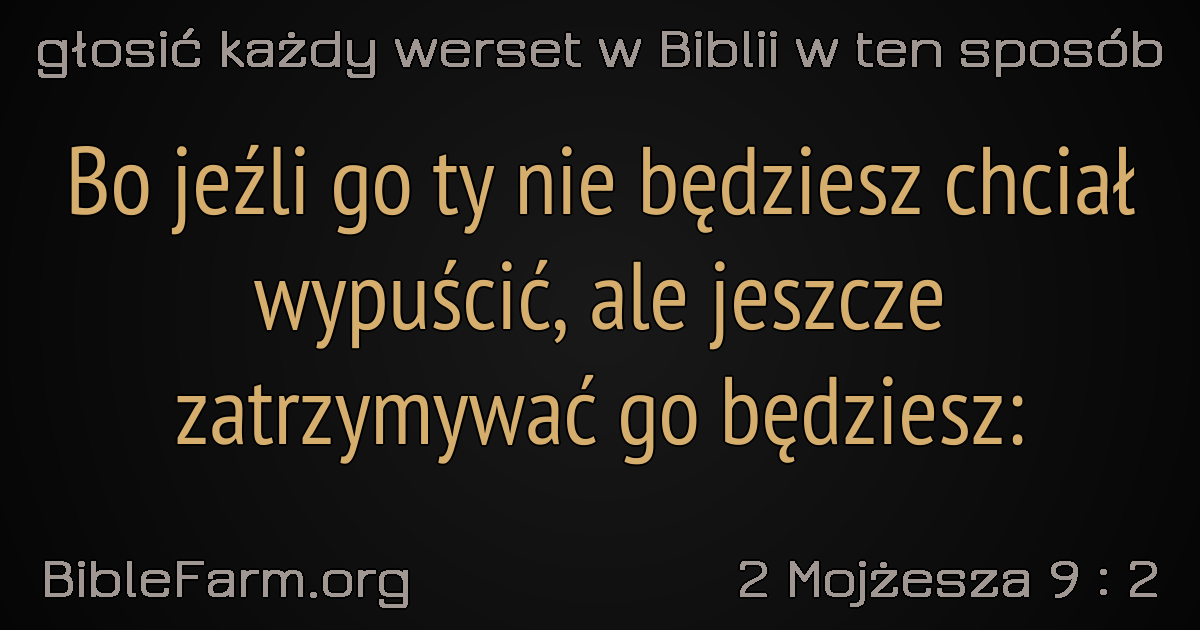 głosić każdy werset w Biblii w ten sposób
Bo jeźli go ty nie będziesz chciał
wypuścić, ale jeszcze
zatrzymywać go będziesz:
BibleFarm.org
2 Mojżesza 9 : 2